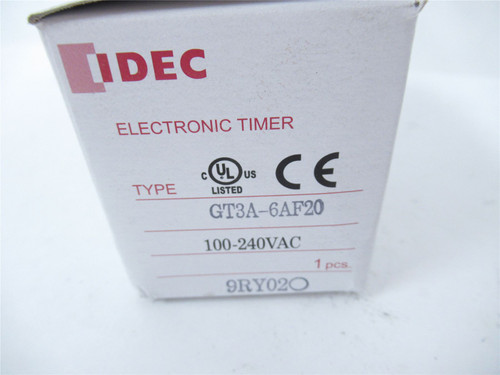 IDEC
ELECTRONIC TIMER
TYPE
C UL US
LISTED
CE
GT3A-6AF20
100-240VAC
1 pcs.
9RY02○